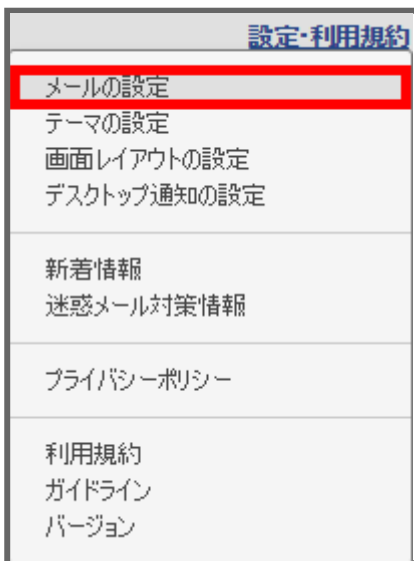 設定・利用規約
メールの設定
テーマの設定
画面レイアウトの設定
デスクトップ通知の設定
新着情報
迷惑メール対策情報
プライバシーポリシー
利用規約
ガイドライン
バージョン